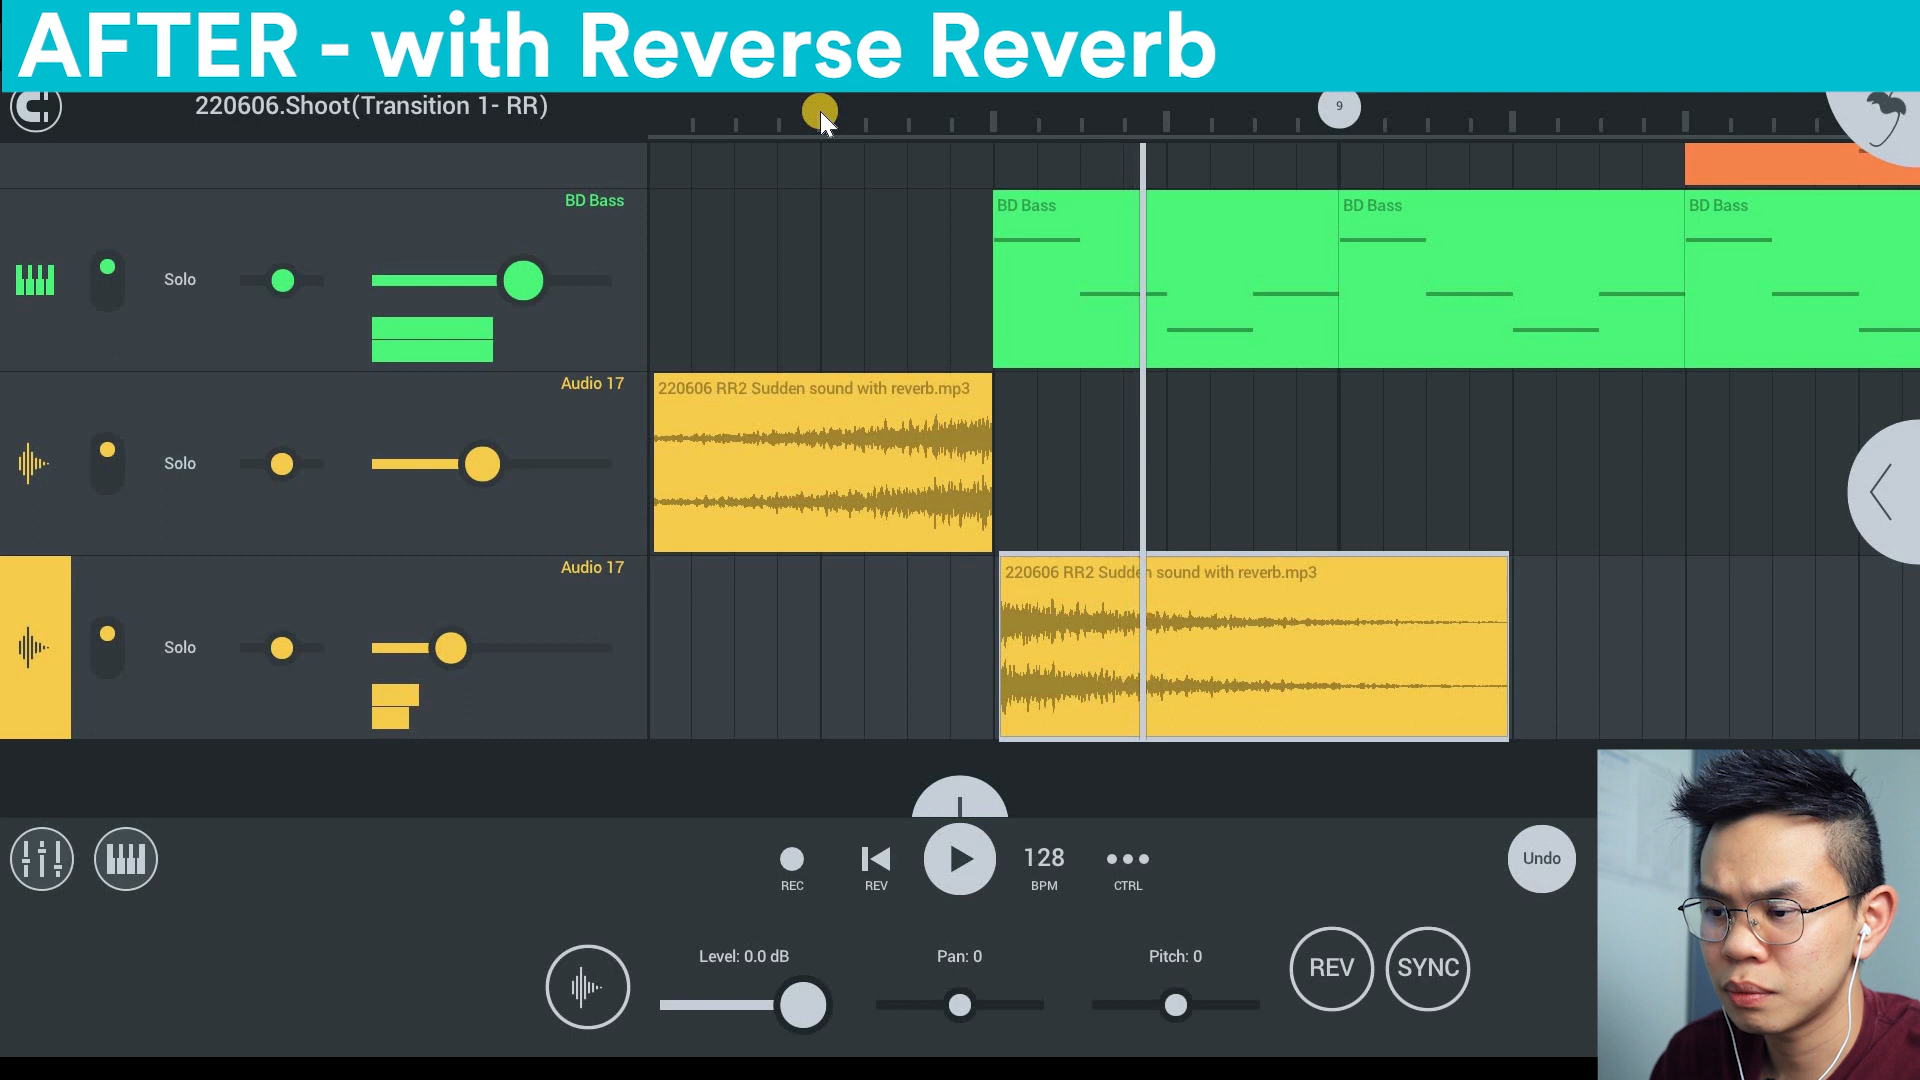 AFTER - with Reverse Reverb
220606.Shoot(Transition 1- RR)
9
BD Bass
BD Bass
BD Bass
BD Bass
Solo
Audio 17
220606 RR2 Sudden sound with reverb.mp3
Solo
Audio 17
220606 RR2 Sudden sound with reverb.mp3
Solo
128
Undo
REC
REV
BPM
CTRL
Level: 0.0 dB
Pan: 0
Pitch: 0
REV
SYNC